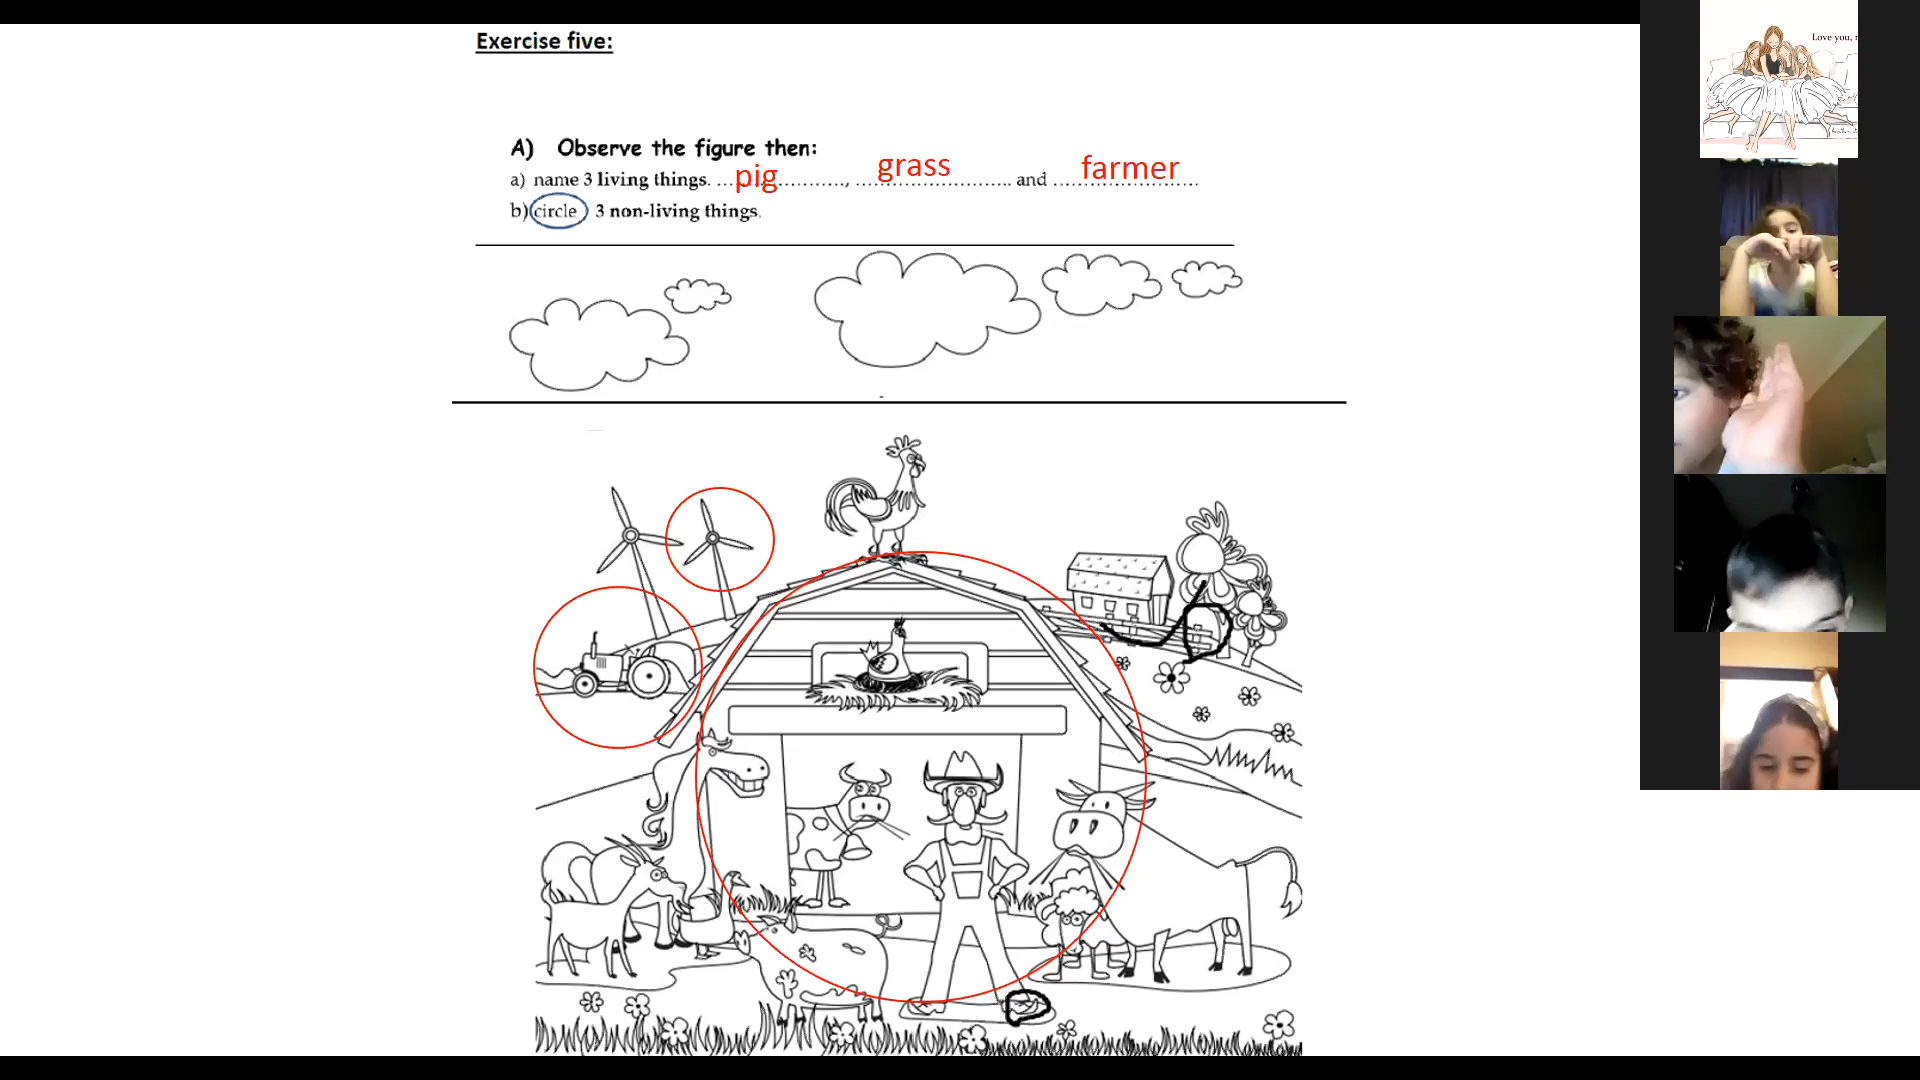 Exercise five:
Love you,
A) Observe the figure then:
a) name 3 living things. ... pig ..........., ... grass ........... and ... farmer ...
b) circle 3 non-living things.